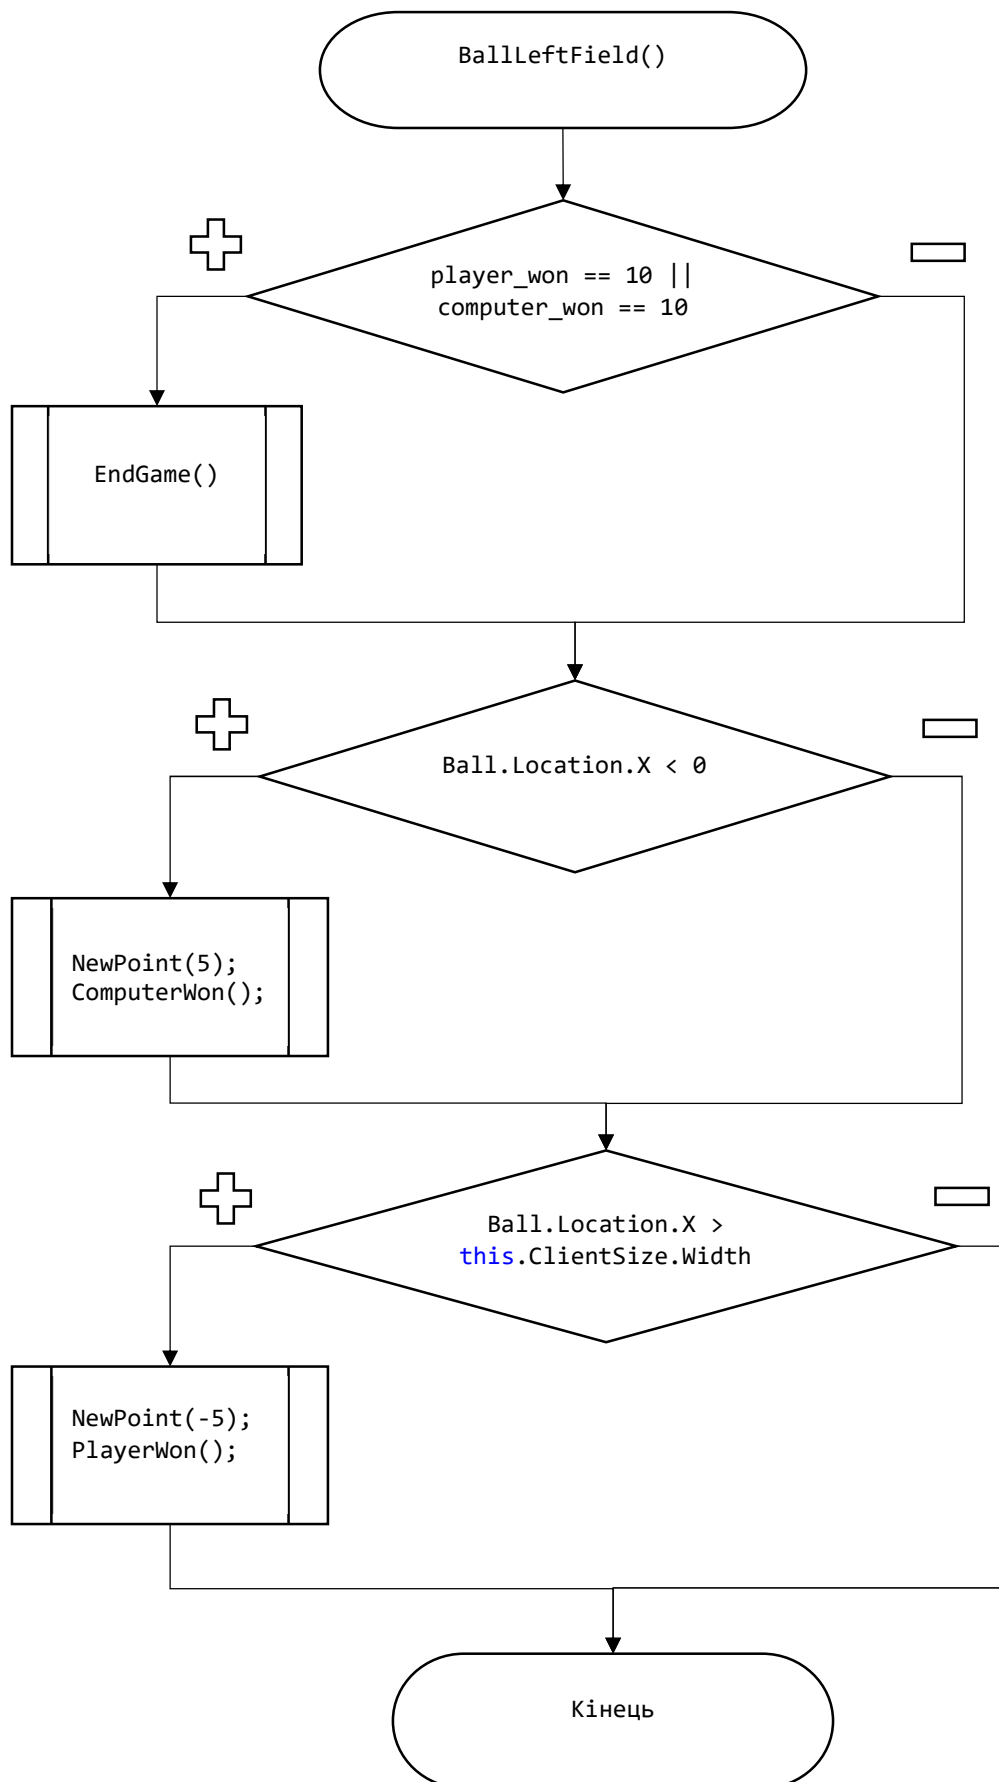 BallLeftField()
player_won == 10 ||
computer_won == 10
EndGame()
Ball.Location.X < 0
NewPoint(5);
ComputerWon();
Ball.Location.X >
this.ClientSize.Width
NewPoint(-5);
PlayerWon();
Кінець